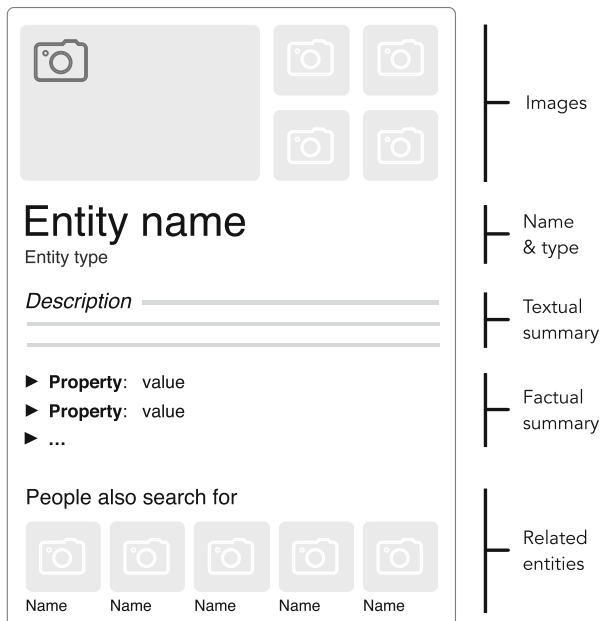 Images
Entity name
Entity type
Name
& type
Description
Textual
summary
▶ Property: value
▶ Property: value
▶ ...
Factual
summary
People also search for
Related
entities
Name Name Name Name Name